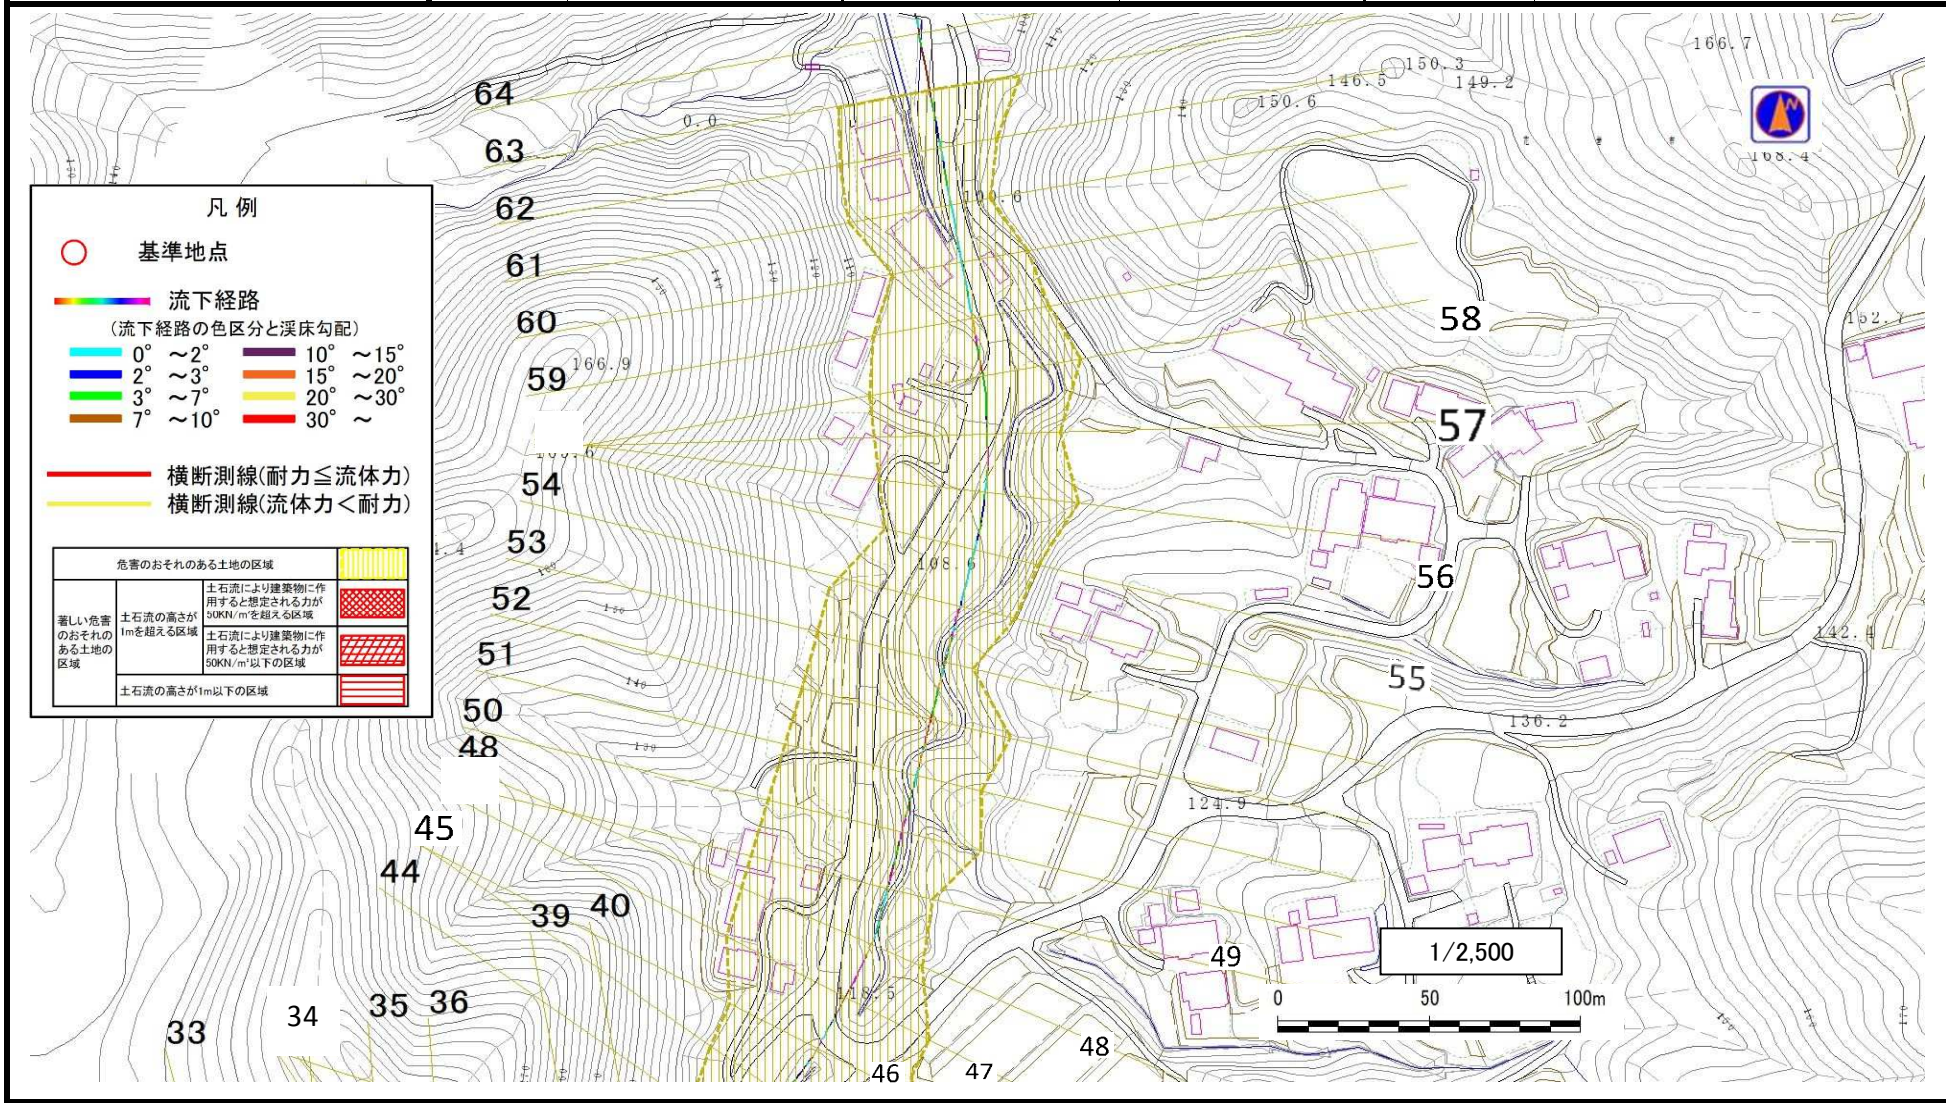 凡例
基準地点
流下経路
(流下経路の色区分と渓床勾配)
0° ～2° 10° ～15°
2° ～3° 15° ～20°
3° ～7° 20° ～30°
7° ～10° 30° ～
横断測線(耐力≦流体力)
横断測線(流体力<耐力)
危害のおそれのある土地の区域
著しい危害
のおそれの
ある土地の
区域
土石流の高さが
1mを超える区域
土石流により建築物に作
用すると想定される力が
50KN/㎡を超える区域
土石流により建築物に作
用すると想定される力が
50KN/㎡以下の区域
土石流の高さが1m以下の区域
64
63
62
61
60
59
54
53
52
51
50
48
45
44
39 40
33
34
35 36
46
47
48
49
55
56
57
58
N
0.0
166.9
108.6
118.5
150.6
146.5
150.3
149.2
166.7
168.4
152.7
142.4
136.2
124.9
1/2,500
0 50 100m